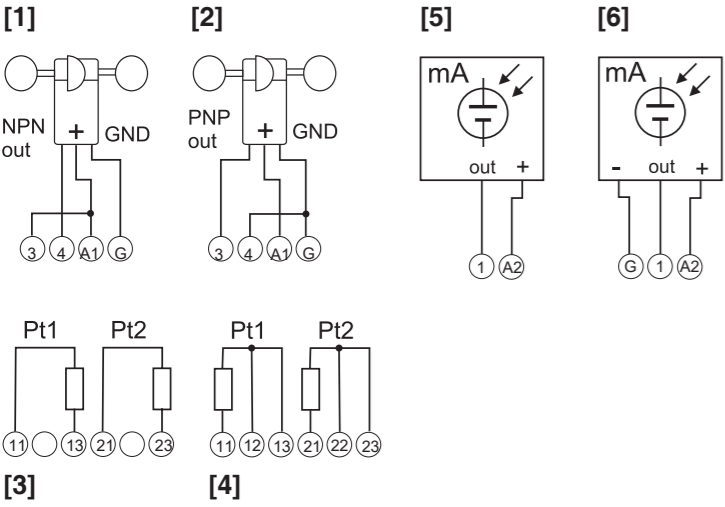 [1]
[2]
[5]
[6]
NPN
out
+
GND
3
4
A1
G
PNP
out
+
GND
3
4
A1
G
mA
out +
1
A2
mA
- out +
G
1
A2
Pt1
Pt2
11
13
21
23
Pt1
Pt2
11
12
13
21
22
23
[3]
[4]